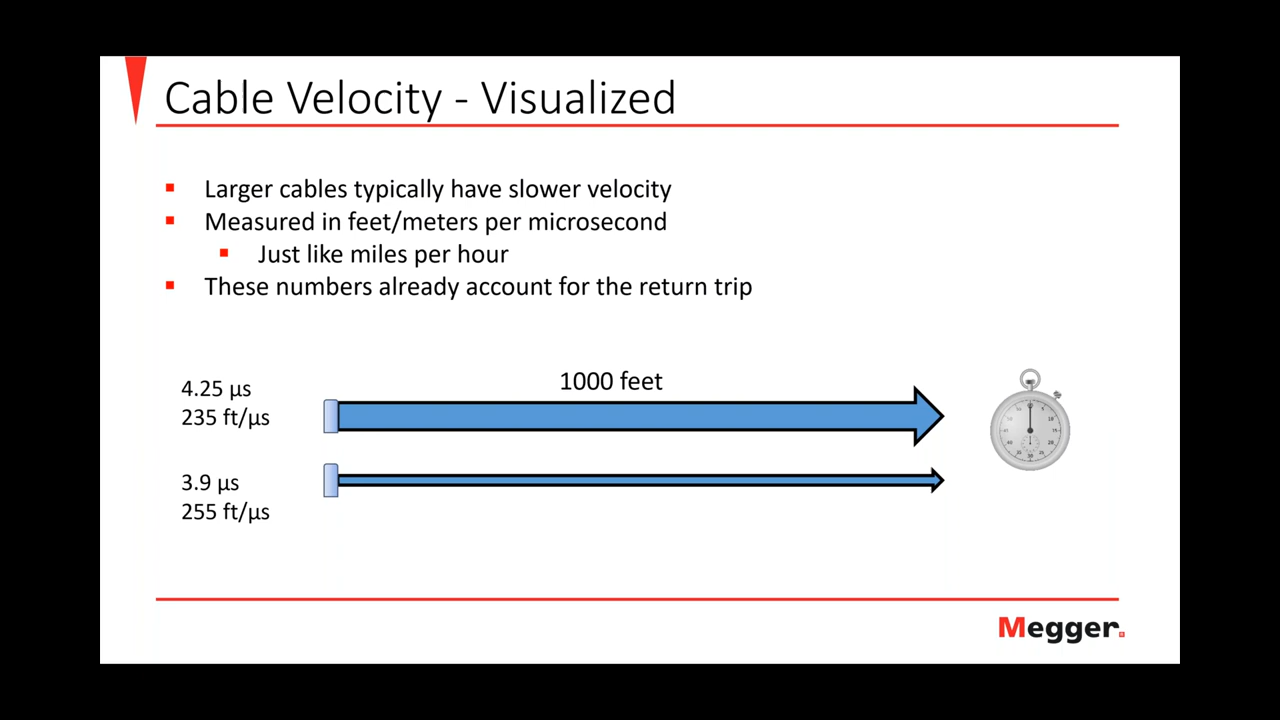 Cable Velocity - Visualized
Larger cables typically have slower velocity
Measured in feet/meters per microsecond
Just like miles per hour
These numbers already account for the return trip
4.25 µs
235 ft/µs
1000 feet
3.9 µs
255 ft/µs
Megger